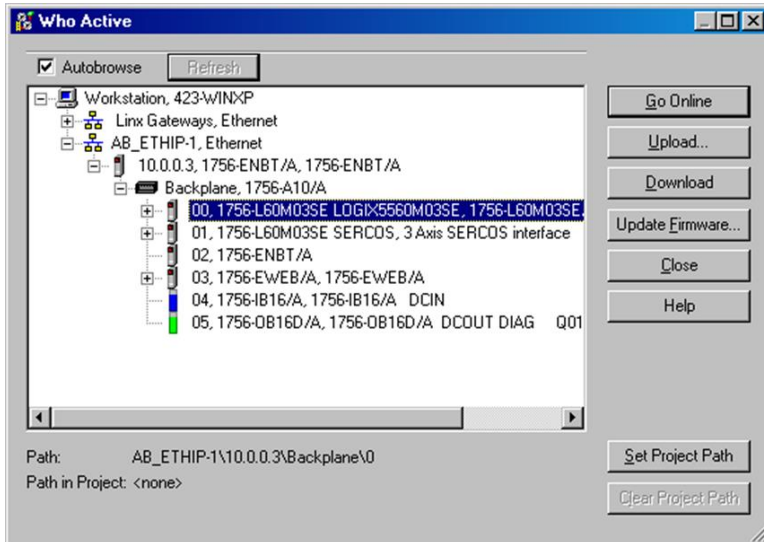 Who Active
Autobrowse
Refresh
Workstation, 423-WINXP
Linx Gateways, Ethernet
AB_ETHIP-1, Ethernet
10.0.0.3, 1756-ENBT/A, 1756-ENBT/A
Backplane, 1756-A10/A
00, 1756-L60M03SE LOGIX5560M03SE, 1756-L60M03SE.
01, 1756-L60M03SE SERCOS, 3 Axis SERCOS interface
02, 1756-ENBT/A
03, 1756-EWEB/A, 1756-EWEB/A
04, 1756-IB16/A, 1756-IB16/A DCIN
05, 1756-OB16D/A, 1756-OB16D/A DCOUT DIAG Q01
Go Online
Upload...
Download
Update Firmware...
Close
Help
Path: AB_ETHIP-1\10.0.0.3\Backplane\0
Path in Project: <none>
Set Project Path
Clear Project Path